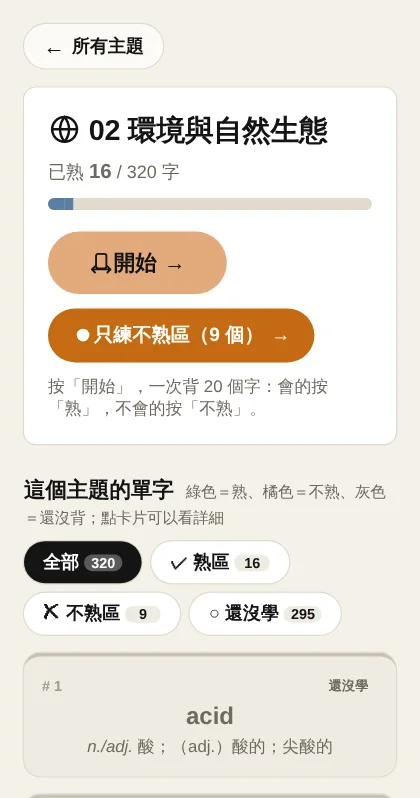 ← 所有主題
02 環境與自然生態
已熟 16 / 320 字
開始 →
只練不熟區（9 個） →
按「開始」，一次背 20 個字：會的按
「熟」，不會的按「不熟」。
這個主題的單字 綠色＝熟、橘色＝不熟、灰色
＝還沒背；點卡片可以看詳細
全部 320
✓ 熟區 16
不熟區 9
○ 還沒學 295
# 1 還沒學
acid
n./adj. 酸；（adj.）酸的；尖酸的